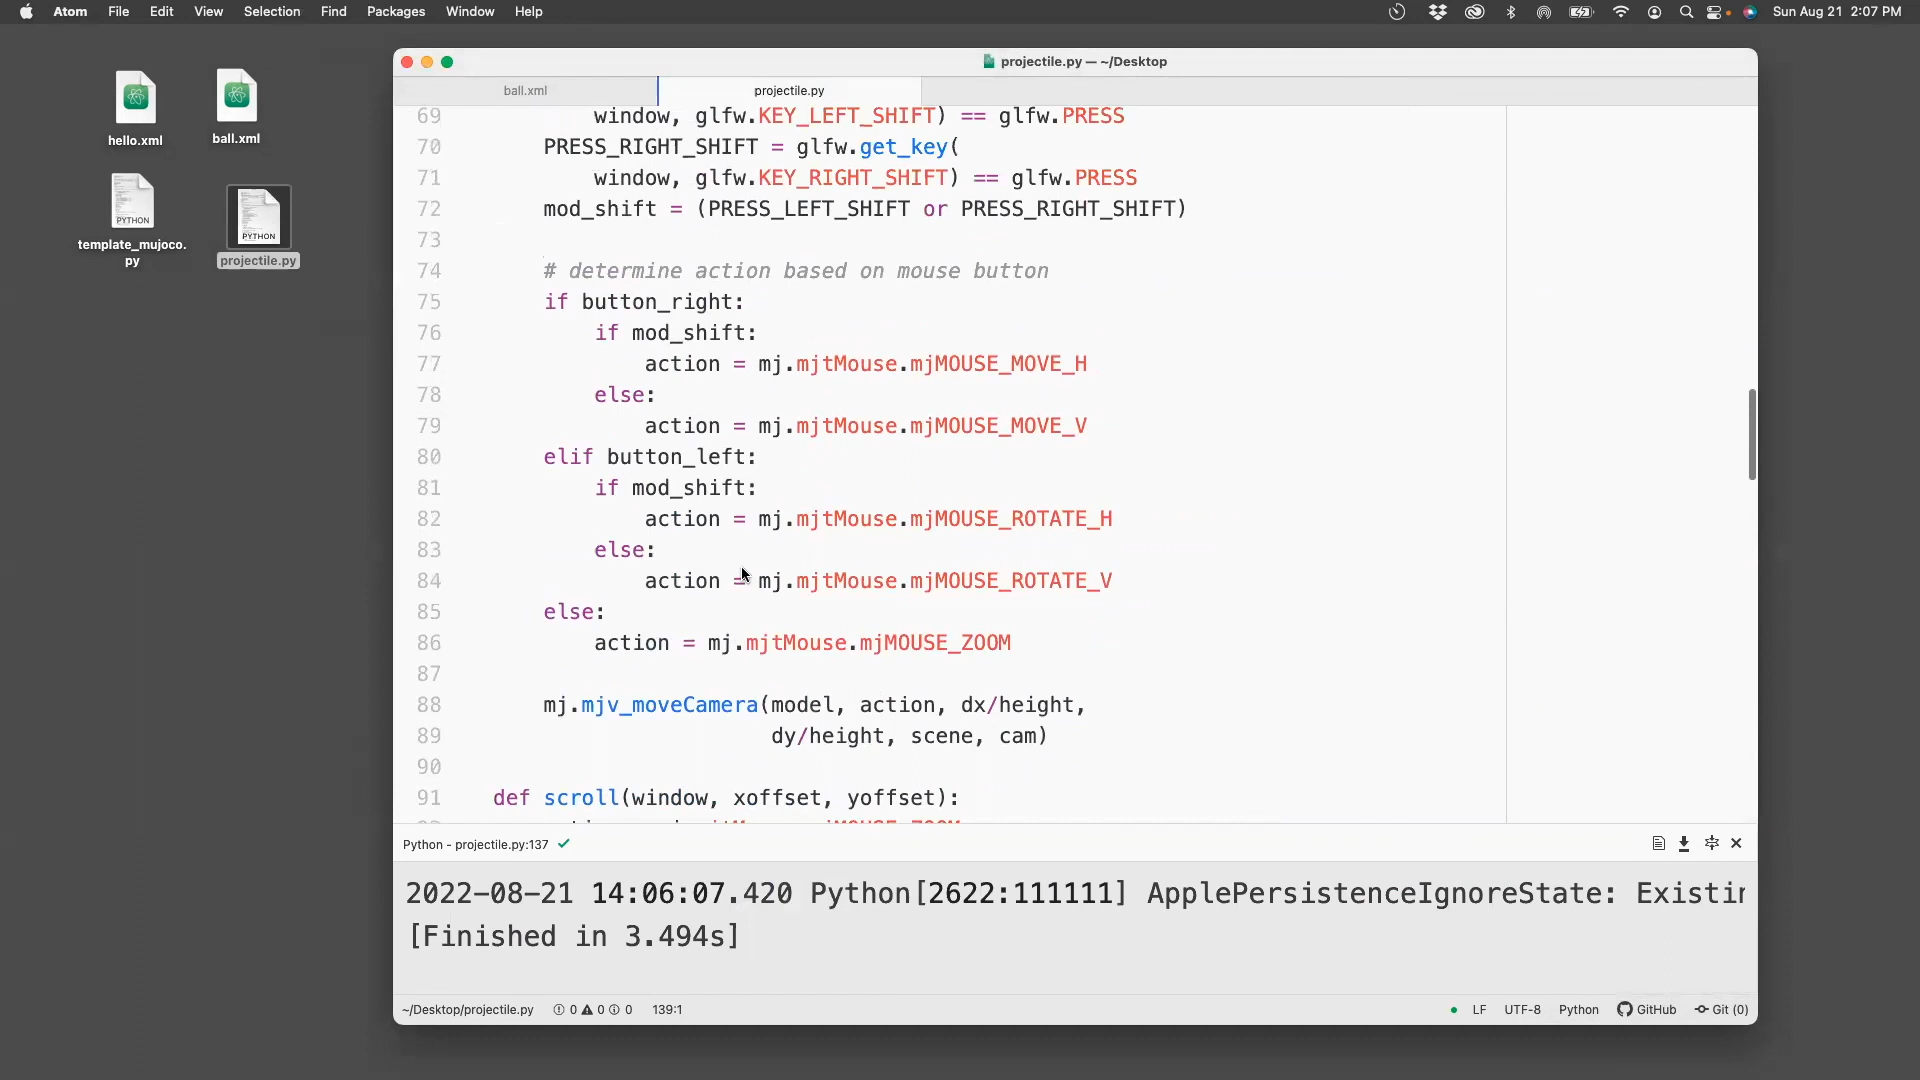 Atom File Edit View Selection Find Packages Window Help Sun Aug 21 2:07 PM
hello.xml
ball.xml
PYTHON
template_mujoco.
py
PYTHON
projectile.py
projectile.py — ~/Desktop
ball.xml projectile.py
69 window, glfw.KEY_LEFT_SHIFT) == glfw.PRESS
70 PRESS_RIGHT_SHIFT = glfw.get_key(
71 window, glfw.KEY_RIGHT_SHIFT) == glfw.PRESS
72 mod_shift = (PRESS_LEFT_SHIFT or PRESS_RIGHT_SHIFT)
73
74 # determine action based on mouse button
75 if button_right:
76 if mod_shift:
77 action = mj.mjtMouse.mjMOUSE_MOVE_H
78 else:
79 action = mj.mjtMouse.mjMOUSE_MOVE_V
80 elif button_left:
81 if mod_shift:
82 action = mj.mjtMouse.mjMOUSE_ROTATE_H
83 else:
84 action = mj.mjtMouse.mjMOUSE_ROTATE_V
85 else:
86 action = mj.mjtMouse.mjMOUSE_ZOOM
87
88 mj.mjv_moveCamera(model, action, dx/height,
89 dy/height, scene, cam)
90
91 def scroll(window, xoffset, yoffset):
Python - projectile.py:137
2022-08-21 14:06:07.420 Python[2622:111111] ApplePersistenceIgnoreState: Existin
[Finished in 3.494s]
~/Desktop/projectile.py 0 0 0 139:1 LF UTF-8 Python GitHub Git (0)